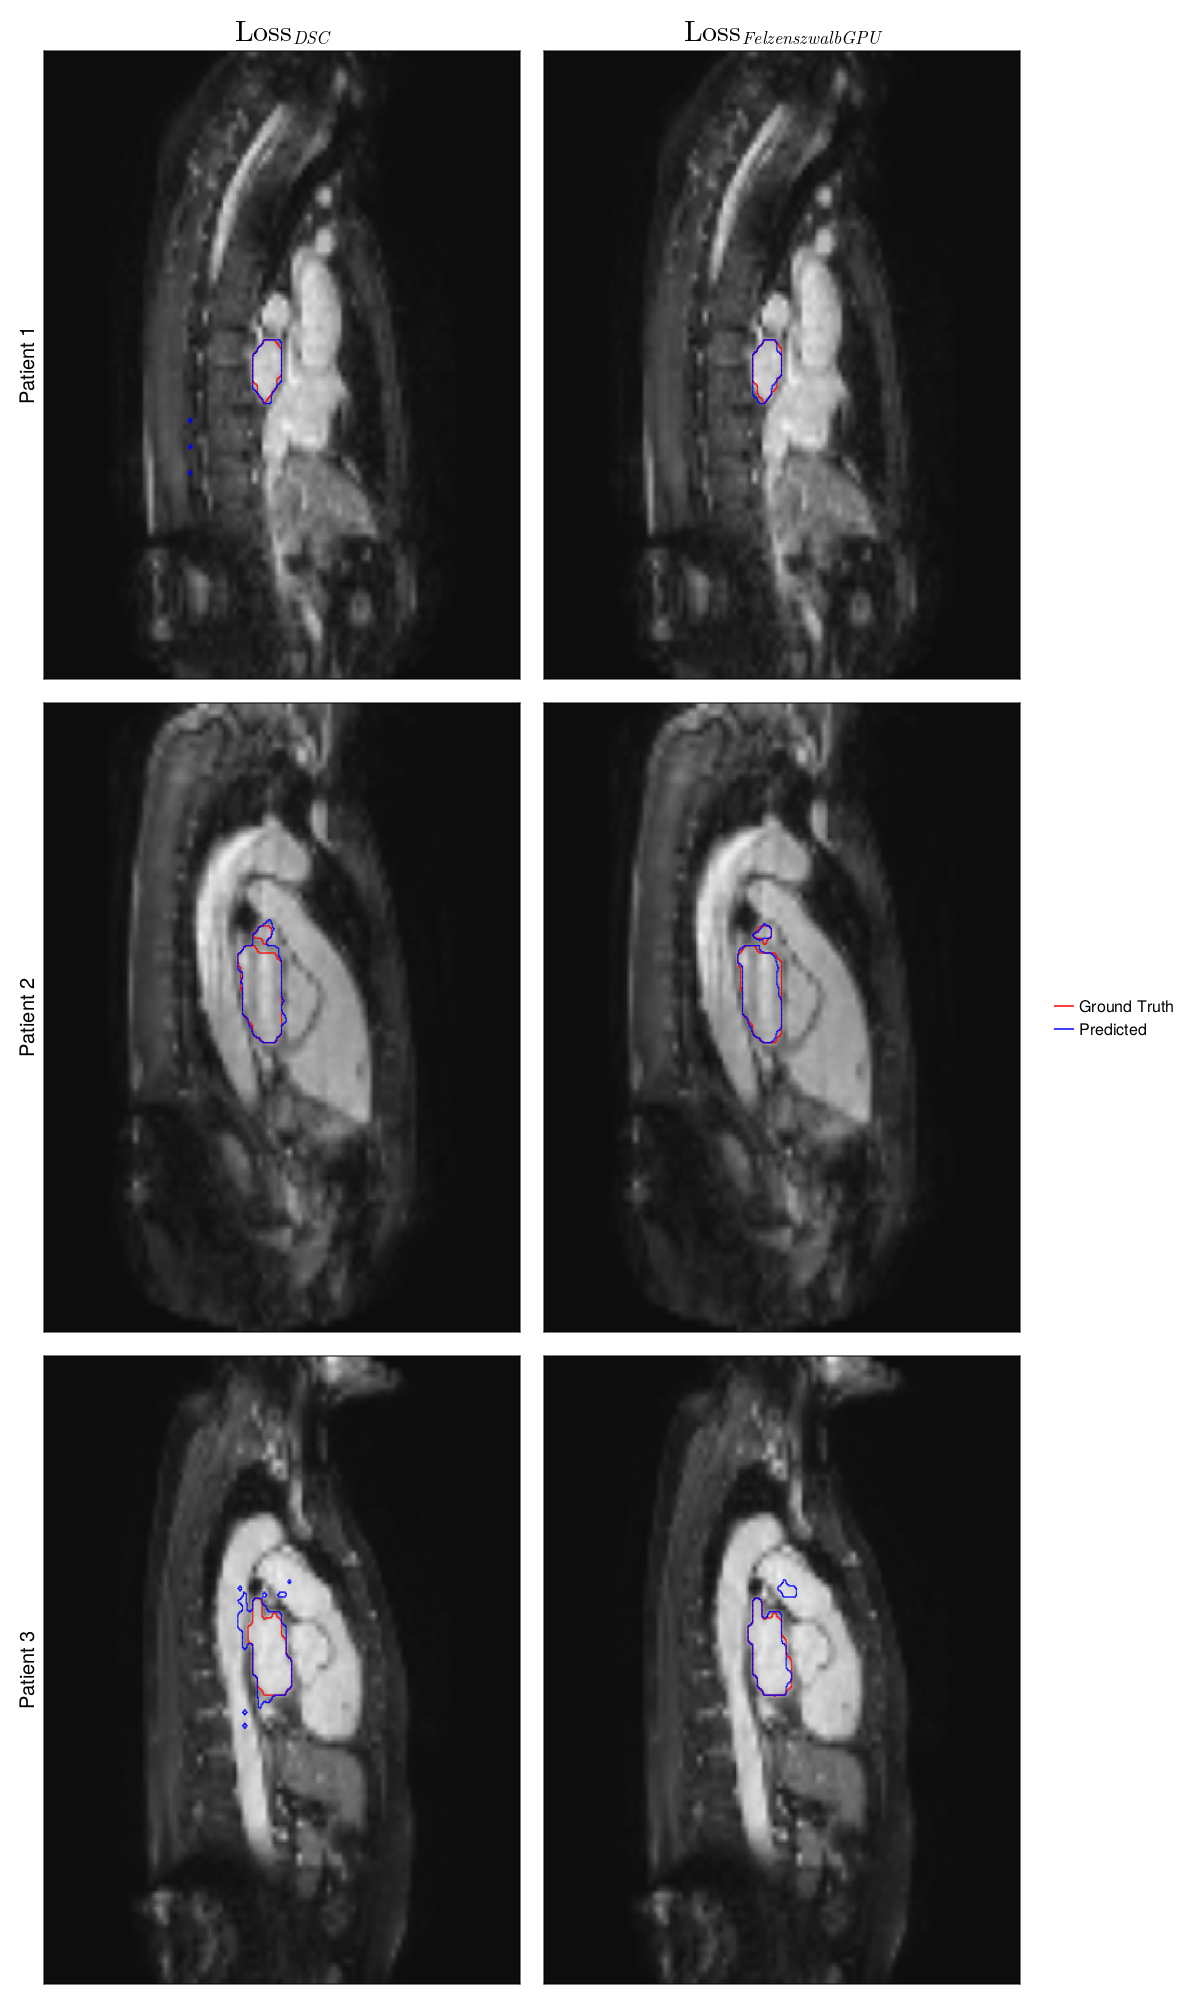 Loss_DSC
Loss_FelzenszwalbGPU
Patient 1
Patient 2
Ground Truth
Predicted
Patient 3